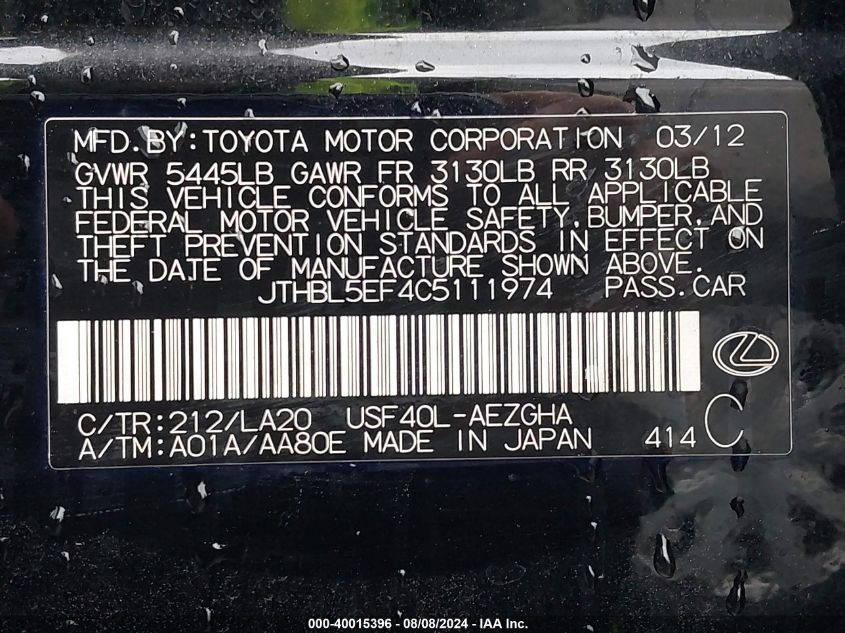 MFD.BY:TOYOTA MOTOR CORPORATION 03/12
GVWR 5445LB GAWR FR 3130LB RR 3130LB
THIS VEHICLE CONFORMS TO ALL APPLICABLE
FEDERAL MOTOR VEHICLE SAFETY,BUMPER,AND
THEFT PREVENTION STANDARDS IN EFFECT ON
THE DATE OF MANUFACTURE SHOWN ABOVE.
JTHBL5EF4C5111974 PASS.CAR
C/TR:212/LA20 USF40L-AEZGHA
A/TM:A01A/AA80E MADE IN JAPAN 414 C
000-40015396 - 08/08/2024 - IAA Inc.